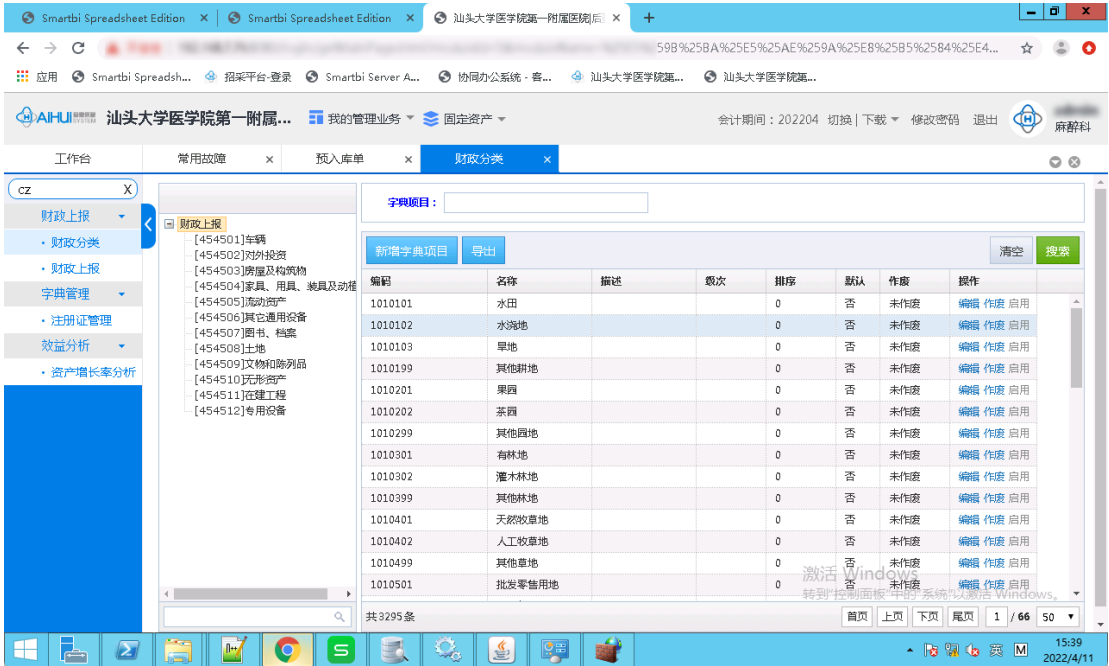 Smartbi Spreadsheet Edition
Smartbi Spreadsheet Edition
汕头大学医学院第一附属医院|后
59B%25BA%25E5%25AE%259A%25E8%25B5%2584%25E4...
应用
Smartbi Spreadsh...
招采平台-登录
Smartbi Server A...
协同办公系统 - 客...
汕头大学医学院第...
汕头大学医学院第...
AIHUI
SYSTEM
汕头大学医学院第一附属...
我的管理业务
固定资产
会计期间：202204 切换|下载
修改密码
退出
麻醉科
工作台
常用故障
预入库单
财政分类
cz X
财政上报
财政分类
财政上报
字典管理
注册证管理
效益分析
资产增长率分析
财政上报
[454501]车辆
[454502]对外投资
[454503]房屋及构筑物
[454504]家具、用具、装具及动植
[454505]流动资产
[454506]其它通用设备
[454507]图书、档案
[454508]土地
[454509]文物和陈列品
[454510]无形资产
[454511]在建工程
[454512]专用设备
字典项目：
新增字典项目 导出 清空 搜索
编码 名称 描述 级次 排序 默认 作废 操作
1010101 水田 0 否 未作废 编辑 作废 启用
1010102 水浇地 0 否 未作废 编辑 作废 启用
1010103 旱地 0 否 未作废 编辑 作废 启用
1010199 其他耕地 0 否 未作废 编辑 作废 启用
1010201 果园 0 否 未作废 编辑 作废 启用
1010202 茶园 0 否 未作废 编辑 作废 启用
1010299 其他园地 0 否 未作废 编辑 作废 启用
1010301 有林地 0 否 未作废 编辑 作废 启用
1010302 灌木林地 0 否 未作废 编辑 作废 启用
1010399 其他林地 0 否 未作废 编辑 作废 启用
1010401 天然牧草地 0 否 未作废 编辑 作废 启用
1010402 人工牧草地 0 否 未作废 编辑 作废 启用
1010499 其他草地 0 否 未作废 编辑 作废 启用
1010501 批发零售用地 0 否 未作废 编辑 作废 启用
激活 Windows
转到"控制面板"中的"系统"以激活 Windows。
共3295条
首页 上页 下页 尾页 1 / 66 50
英 M
15:39
2022/4/11